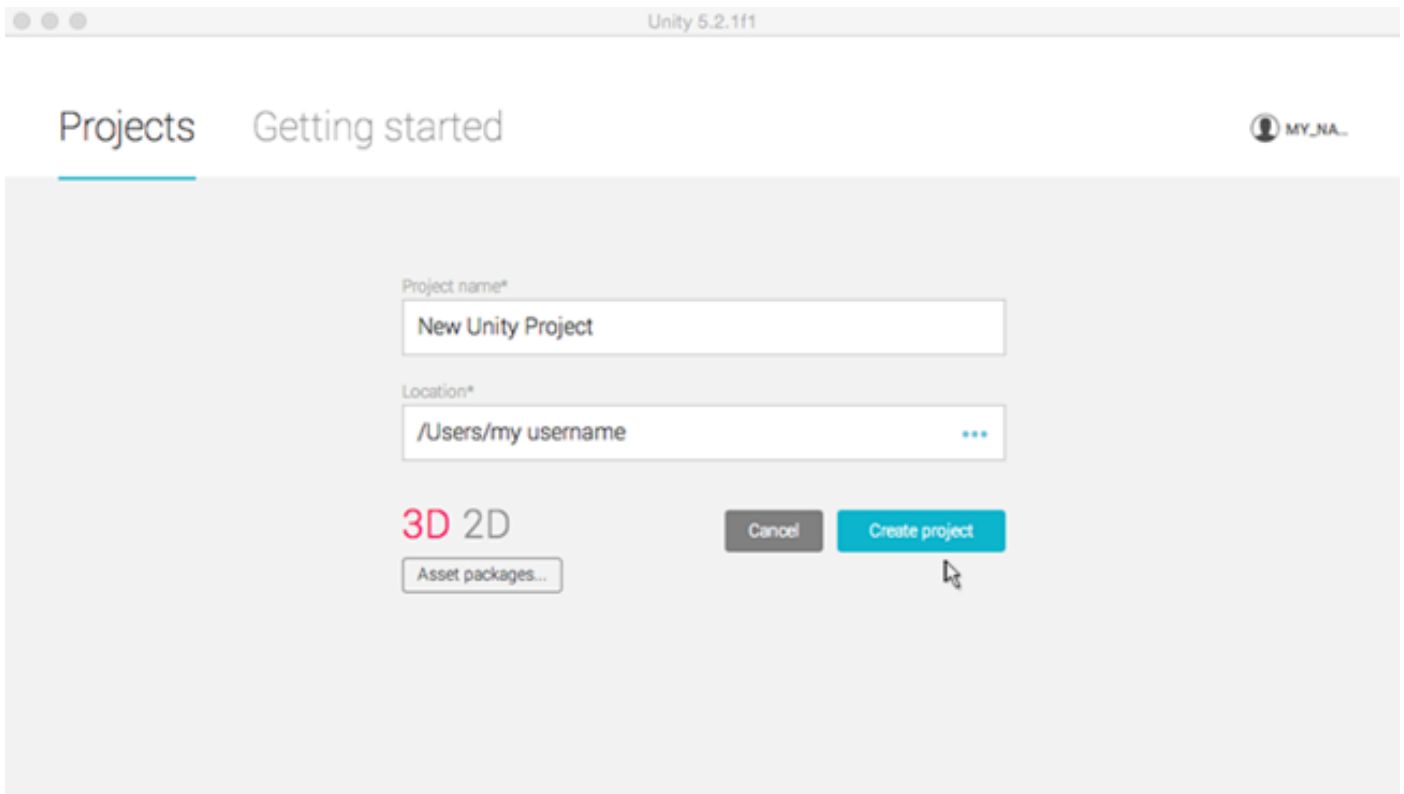 Unity 5.2.1f1
Projects Getting started MY_NA...
Project name*
New Unity Project
Location*
/Users/my username
3D 2D Cancel Create project
Asset packages...